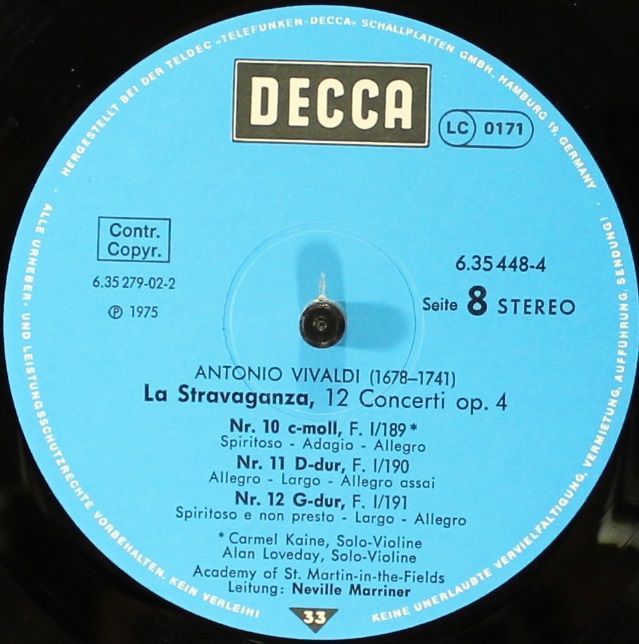 HERGESTELLT BEI DER TELDEC »TELEFUNKEN-DECCA« SCHALLPLATTEN GMBH, HAMBURG 19, GERMANY
DECCA
LC 0171
Contr.
Copyr.
6.35279-02-2
℗ 1975
6.35448-4
Seite 8 STEREO
ANTONIO VIVALDI (1678–1741)
La Stravaganza, 12 Concerti op. 4
Nr. 10 c-moll, F. I/189*
Spiritoso - Adagio - Allegro
Nr. 11 D-dur, F. I/190
Allegro - Largo - Allegro assai
Nr. 12 G-dur, F. I/191
Spiritoso e non presto - Largo - Allegro
* Carmel Kaine, Solo-Violine
Alan Loveday, Solo-Violine
Academy of St. Martin-in-the-Fields
Leitung: Neville Marriner
33
ALLE URHEBER- UND LEISTUNGSSCHUTZRECHTE VORBEHALTEN. KEIN VERLEIH!
KEINE UNERLAUBTE VERVIELFÄLTIGUNG, VERMIETUNG, AUFFÜHRUNG, SENDUNG!